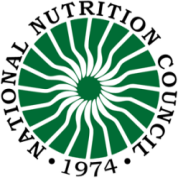 NATIONAL NUTRITION COUNCIL
• 1974 •